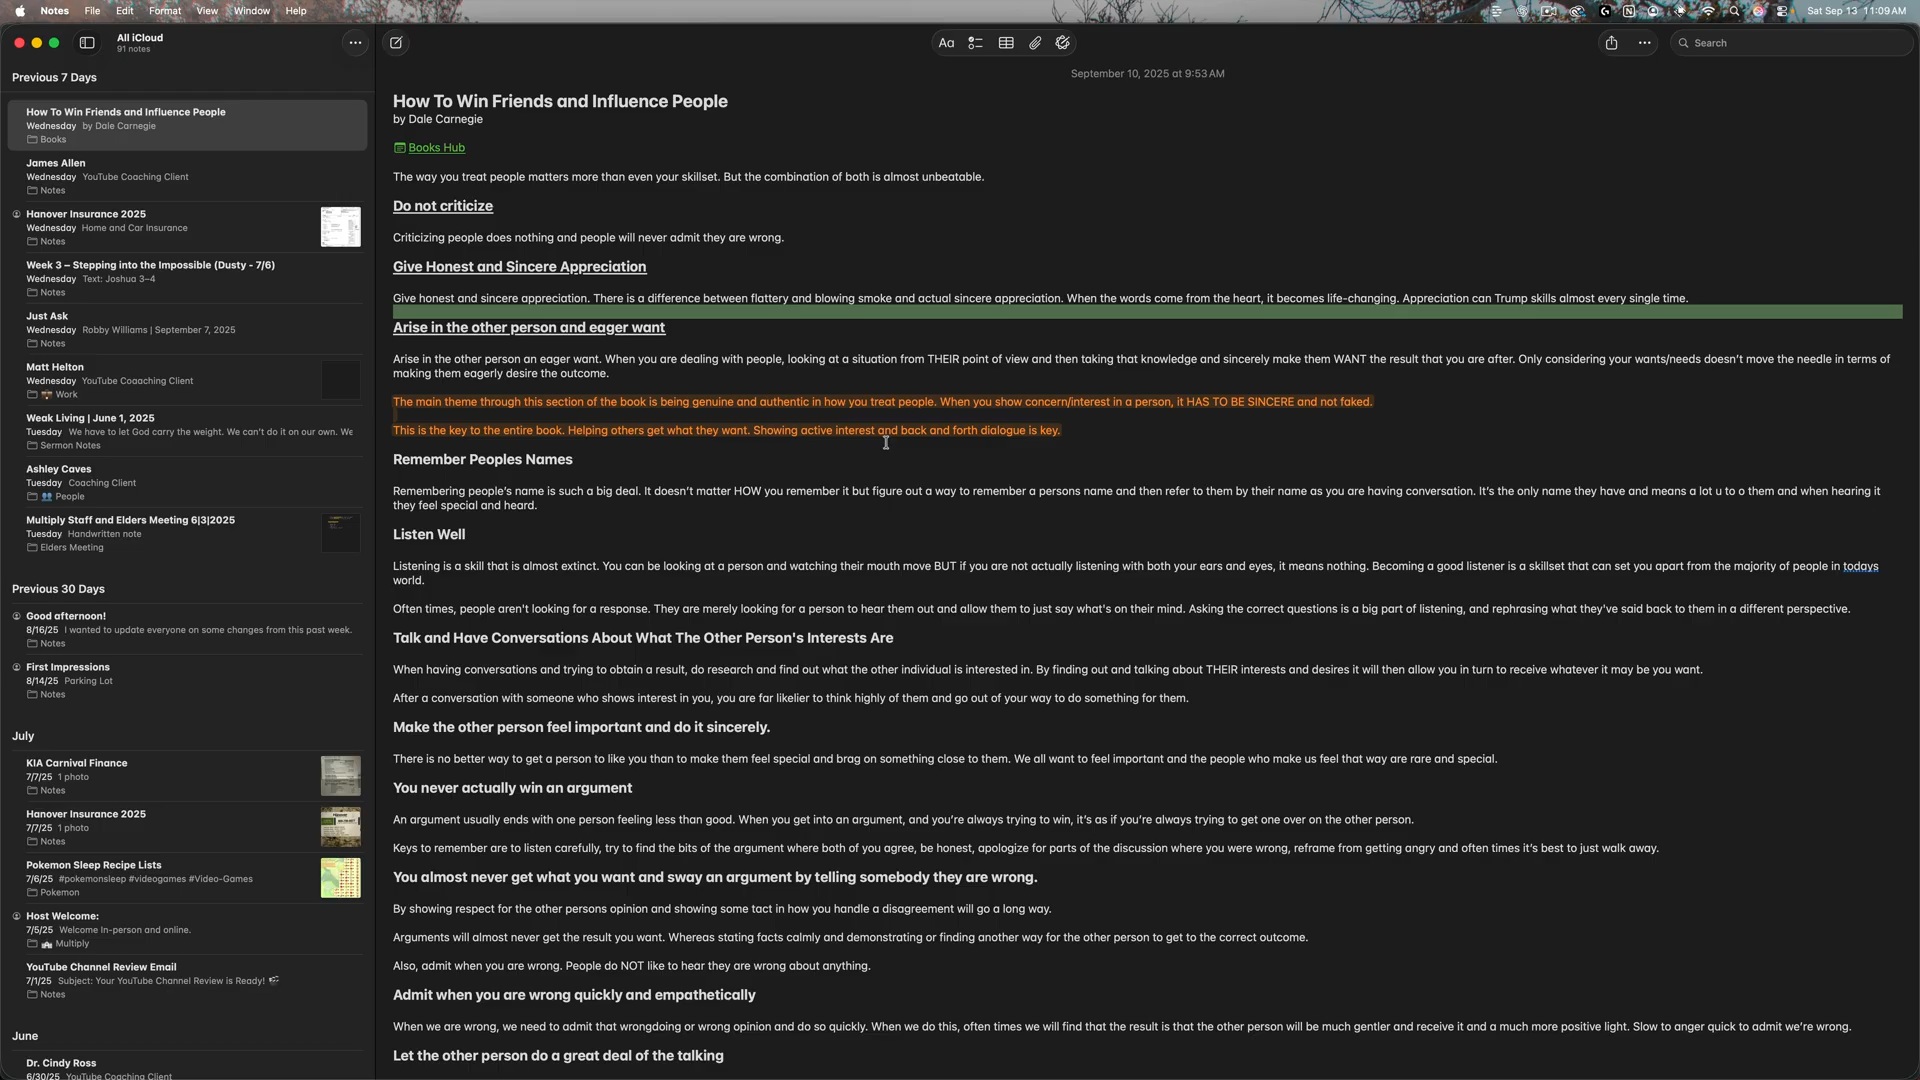 Notes File Edit Format View Window Help
Sat Sep 13 11:09 AM
All iCloud
91 notes
Aa
Search
Previous 7 Days
How To Win Friends and Influence People
Wednesday by Dale Carnegie
Books
James Allen
Wednesday YouTube Coaching Client
Notes
Hanover Insurance 2025
Wednesday Home and Car Insurance
Notes
Week 3 – Stepping into the Impossible (Dusty - 7/6)
Wednesday Text: Joshua 3–4
Notes
Just Ask
Wednesday Robby Williams | September 7, 2025
Notes
Matt Helton
Wednesday YouTube Coaaching Client
Work
Weak Living | June 1, 2025
Tuesday We have to let God carry the weight. We can't do it on our own. We
Sermon Notes
Ashley Caves
Tuesday Coaching Client
People
Multiply Staff and Elders Meeting 6|3|2025
Tuesday Handwritten note
Elders Meeting
Previous 30 Days
Good afternoon!
8/16/25 I wanted to update everyone on some changes from this past week.
Notes
First Impressions
8/14/25 Parking Lot
Notes
July
KIA Carnival Finance
7/7/25 1 photo
Notes
Hanover Insurance 2025
7/7/25 1 photo
Notes
Pokemon Sleep Recipe Lists
7/6/25 #pokemonsleep #videogames #Video-Games
Pokemon
Host Welcome:
7/5/25 Welcome In-person and online.
Multiply
YouTube Channel Review Email
7/1/25 Subject: Your YouTube Channel Review is Ready!
Notes
June
Dr. Cindy Ross
6/30/25 YouTube Coaching Client
September 10, 2025 at 9:53 AM
How To Win Friends and Influence People
by Dale Carnegie
Books Hub
The way you treat people matters more than even your skillset. But the combination of both is almost unbeatable.
Do not criticize
Criticizing people does nothing and people will never admit they are wrong.
Give Honest and Sincere Appreciation
Give honest and sincere appreciation. There is a difference between flattery and blowing smoke and actual sincere appreciation. When the words come from the heart, it becomes life-changing. Appreciation can Trump skills almost every single time.
Arise in the other person and eager want
Arise in the other person an eager want. When you are dealing with people, looking at a situation from THEIR point of view and then taking that knowledge and sincerely make them WANT the result that you are after. Only considering your wants/needs doesn't move the needle in terms of
making them eagerly desire the outcome.
The main theme through this section of the book is being genuine and authentic in how you treat people. When you show concern/interest in a person, it HAS TO BE SINCERE and not faked.
This is the key to the entire book. Helping others get what they want. Showing active interest and back and forth dialogue is key.
Remember Peoples Names
Remembering people's name is such a big deal. It doesn't matter HOW you remember it but figure out a way to remember a persons name and then refer to them by their name as you are having conversation. It's the only name they have and means a lot u to o them and when hearing it
they feel special and heard.
Listen Well
Listening is a skill that is almost extinct. You can be looking at a person and watching their mouth move BUT if you are not actually listening with both your ears and eyes, it means nothing. Becoming a good listener is a skillset that can set you apart from the majority of people in todays
world.
Often times, people aren't looking for a response. They are merely looking for a person to hear them out and allow them to just say what's on their mind. Asking the correct questions is a big part of listening, and rephrasing what they've said back to them in a different perspective.
Talk and Have Conversations About What The Other Person's Interests Are
When having conversations and trying to obtain a result, do research and find out what the other individual is interested in. By finding out and talking about THEIR interests and desires it will then allow you in turn to receive whatever it may be you want.
After a conversation with someone who shows interest in you, you are far likelier to think highly of them and go out of your way to do something for them.
Make the other person feel important and do it sincerely.
There is no better way to get a person to like you than to make them feel special and brag on something close to them. We all want to feel important and the people who make us feel that way are rare and special.
You never actually win an argument
An argument usually ends with one person feeling less than good. When you get into an argument, and you're always trying to win, it's as if you're always trying to get one over on the other person.
Keys to remember are to listen carefully, try to find the bits of the argument where both of you agree, be honest, apologize for parts of the discussion where you were wrong, reframe from getting angry and often times it's best to just walk away.
You almost never get what you want and sway an argument by telling somebody they are wrong.
By showing respect for the other persons opinion and showing some tact in how you handle a disagreement will go a long way.
Arguments will almost never get the result you want. Whereas stating facts calmly and demonstrating or finding another way for the other person to get to the correct outcome.
Also, admit when you are wrong. People do NOT like to hear they are wrong about anything.
Admit when you are wrong quickly and empathetically
When we are wrong, we need to admit that wrongdoing or wrong opinion and do so quickly. When we do this, often times we will find that the result is that the other person will be much gentler and receive it and a much more positive light. Slow to anger quick to admit we're wrong.
Let the other person do a great deal of the talking